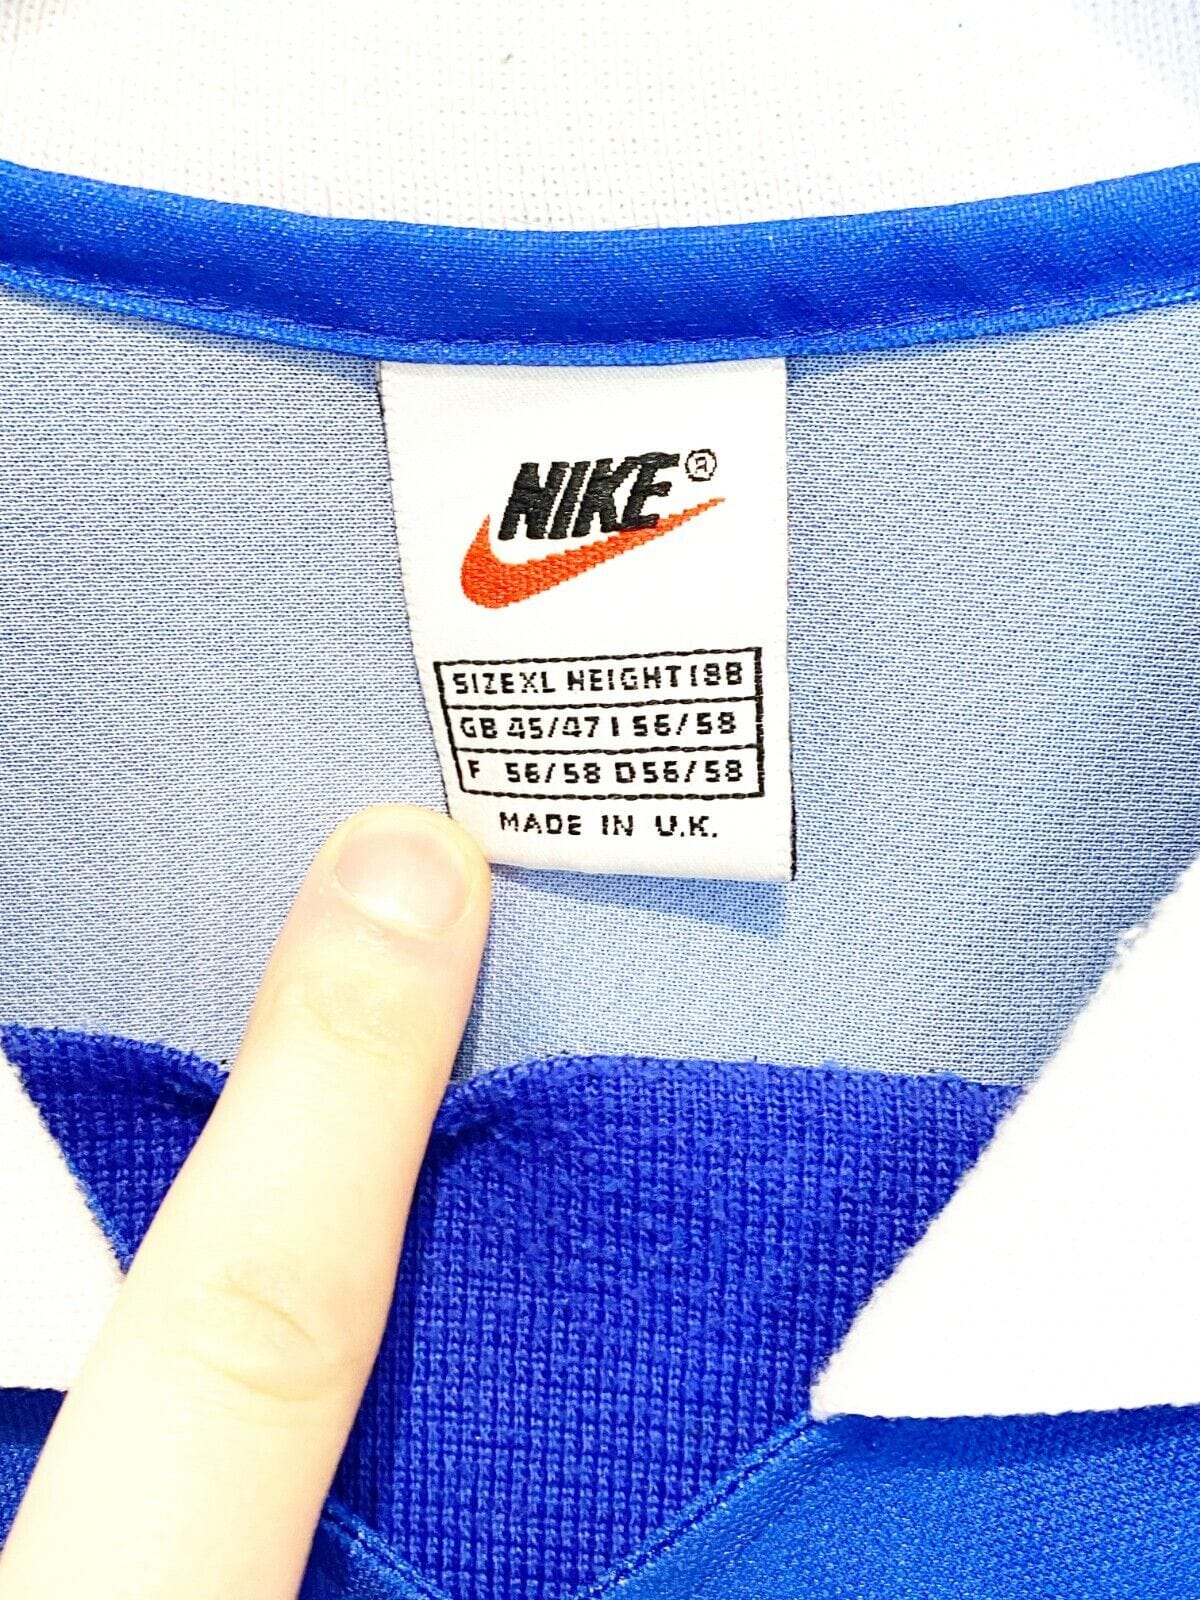 NIKE®
SIZE XL HEIGHT 188
GB 45/47 I 56/58
F 56/58 D 56/58
MADE IN U.K.